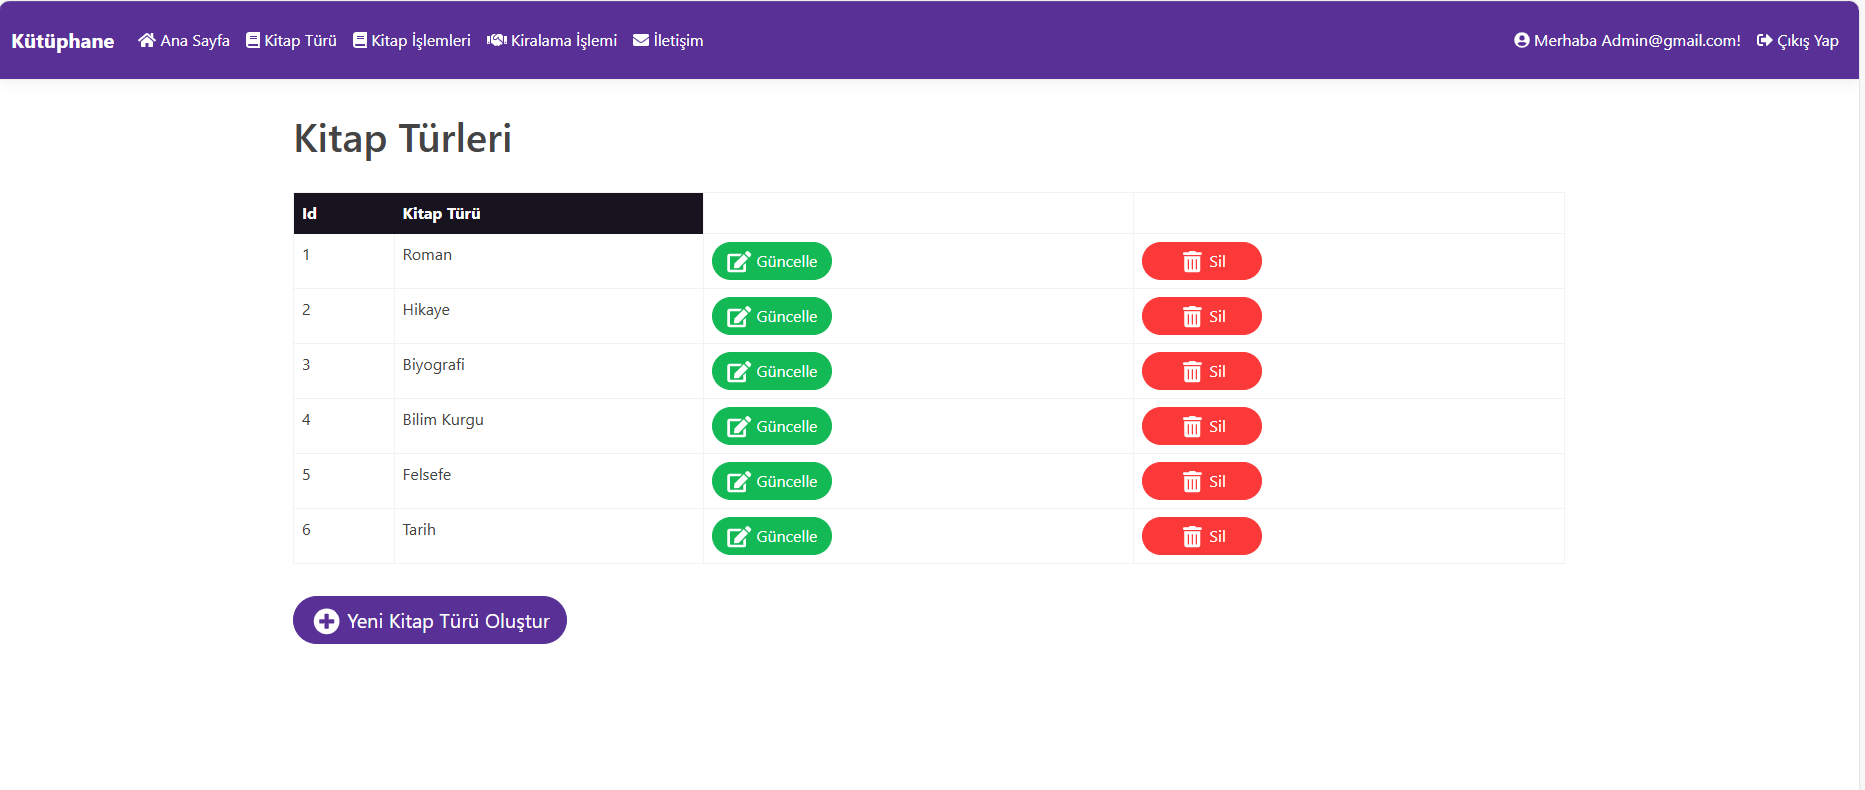 Kütüphane Ana Sayfa Kitap Türü Kitap İşlemleri Kiralama İşlemi İletişim Merhaba Admin@gmail.com! Çıkış Yap
Kitap Türleri
Id Kitap Türü
1 Roman Güncelle Sil
2 Hikaye Güncelle Sil
3 Biyografi Güncelle Sil
4 Bilim Kurgu Güncelle Sil
5 Felsefe Güncelle Sil
6 Tarih Güncelle Sil
Yeni Kitap Türü Oluştur